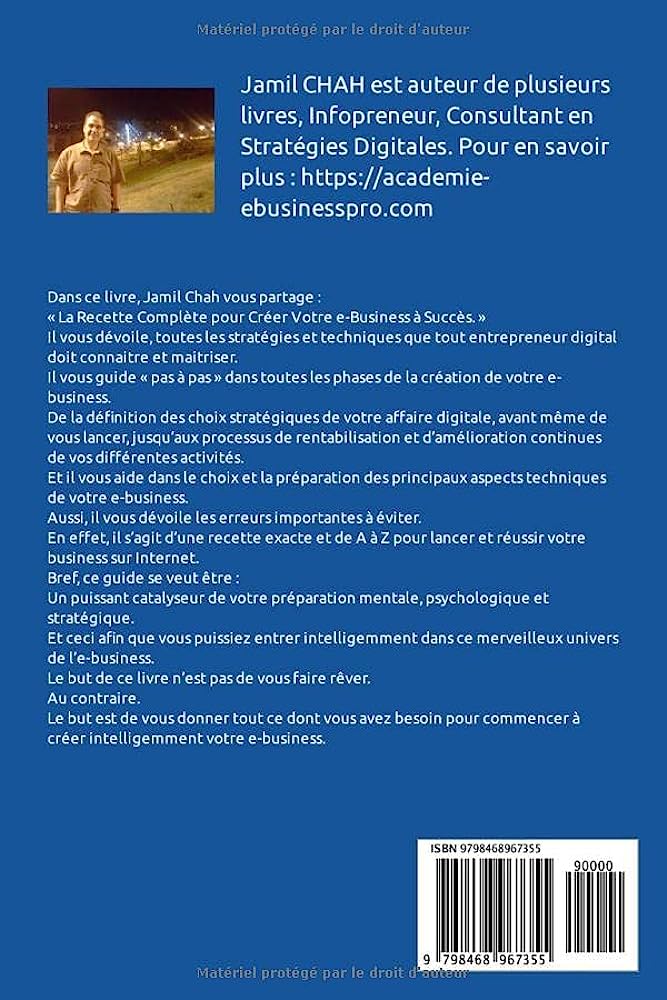 Matériel protégé par le droit d'auteur
Jamil CHAH est auteur de plusieurs
livres, Infopreneur, Consultant en
Stratégies Digitales. Pour en savoir
plus : https://academie-
ebusinesspro.com
Dans ce livre, Jamil Chah vous partage :
« La Recette Complète pour Créer Votre e-Business à Succès. »
Il vous dévoile, toutes les stratégies et techniques que tout entrepreneur digital
doit connaitre et maitriser.
Il vous guide « pas à pas » dans toutes les phases de la création de votre e-
business.
De la définition des choix stratégiques de votre affaire digitale, avant même de
vous lancer, jusqu'aux processus de rentabilisation et d'amélioration continues
de vos différentes activités.
Et il vous aide dans le choix et la préparation des principaux aspects techniques
de votre e-business.
Aussi, il vous dévoile les erreurs importantes à éviter.
En effet, il s'agit d'une recette exacte et de A à Z pour lancer et réussir votre
business sur Internet.
Bref, ce guide se veut être :
Un puissant catalyseur de votre préparation mentale, psychologique et
stratégique.
Et ceci afin que vous puissiez entrer intelligemment dans ce merveilleux univers
de l'e-business.
Le but de ce livre n'est pas de vous faire rêver.
Au contraire.
Le but est de vous donner tout ce dont vous avez besoin pour commencer à
créer intelligemment votre e-business.
ISBN 9798468967355
90000
9 798468 967355
Matériel protégé par le droit d'auteur